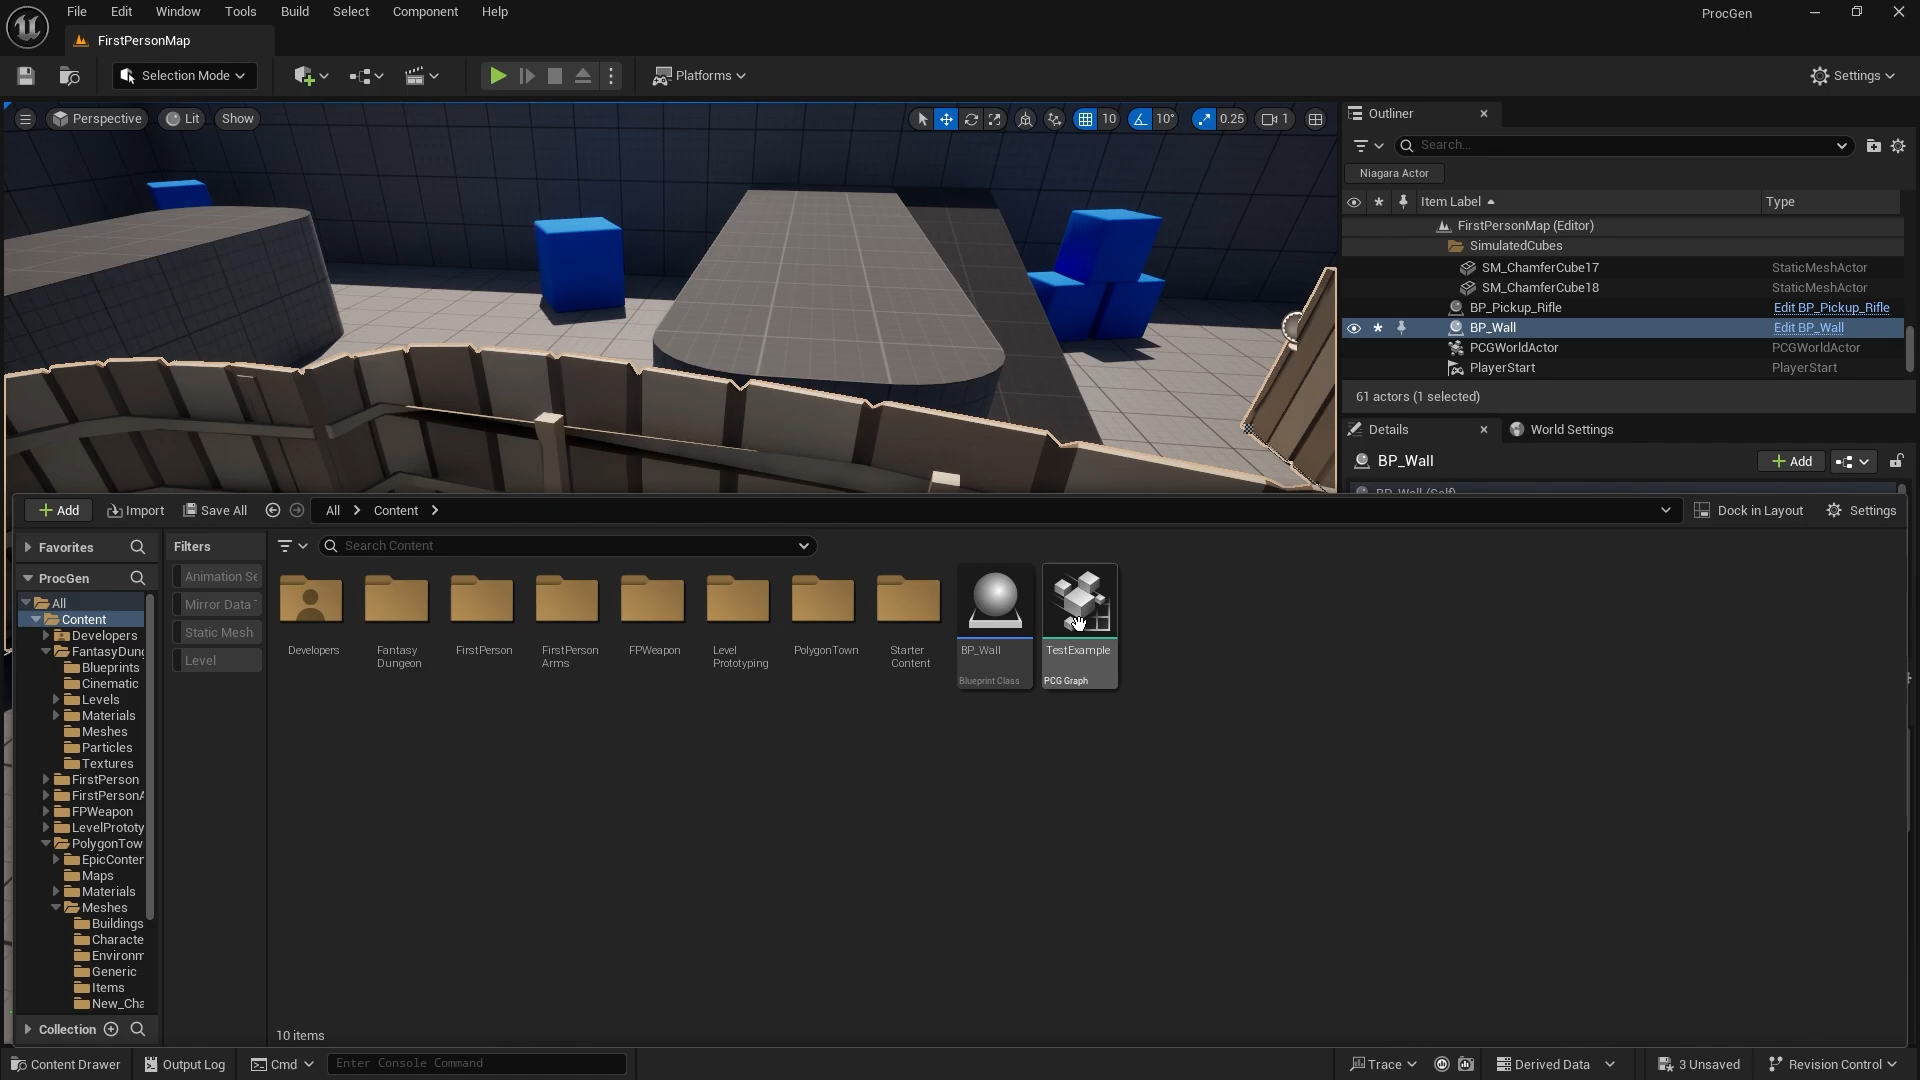 File Edit Window Tools Build Select Component Help
ProcGen
FirstPersonMap
Selection Mode
Platforms
Settings
Perspective Lit Show
10 10° 0.25 1
Outliner
Search...
Niagara Actor
Item Label Type
FirstPersonMap (Editor)
SimulatedCubes
SM_ChamferCube17 StaticMeshActor
SM_ChamferCube18 StaticMeshActor
BP_Pickup_Rifle Edit BP_Pickup_Rifle
BP_Wall Edit BP_Wall
PCGWorldActor PCGWorldActor
PlayerStart PlayerStart
61 actors (1 selected)
Details World Settings
BP_Wall Add
BP_Wall (Self)
Add Import Save All All Content Dock in Layout Settings
Favorites
ProcGen
All
Content
Developers
FantasyDung
Blueprints
Cinematic
Levels
Materials
Meshes
Particles
Textures
FirstPerson
FirstPersonA
FPWeapon
LevelPrototy
PolygonTow
EpicConter
Maps
Materials
Meshes
Buildings
Characte
Environm
Generic
Items
New_Cha
Collection
Filters
Animation Se
Mirror Data T
Static Mesh
Level
Search Content
Developers
Fantasy
Dungeon
FirstPerson
FirstPerson
Arms
FPWeapon
Level
Prototyping
PolygonTown
Starter
Content
BP_Wall
Blueprint Class
TestExample
PCG Graph
10 items
Content Drawer Output Log Cmd Enter Console Command
Trace Derived Data 3 Unsaved Revision Control